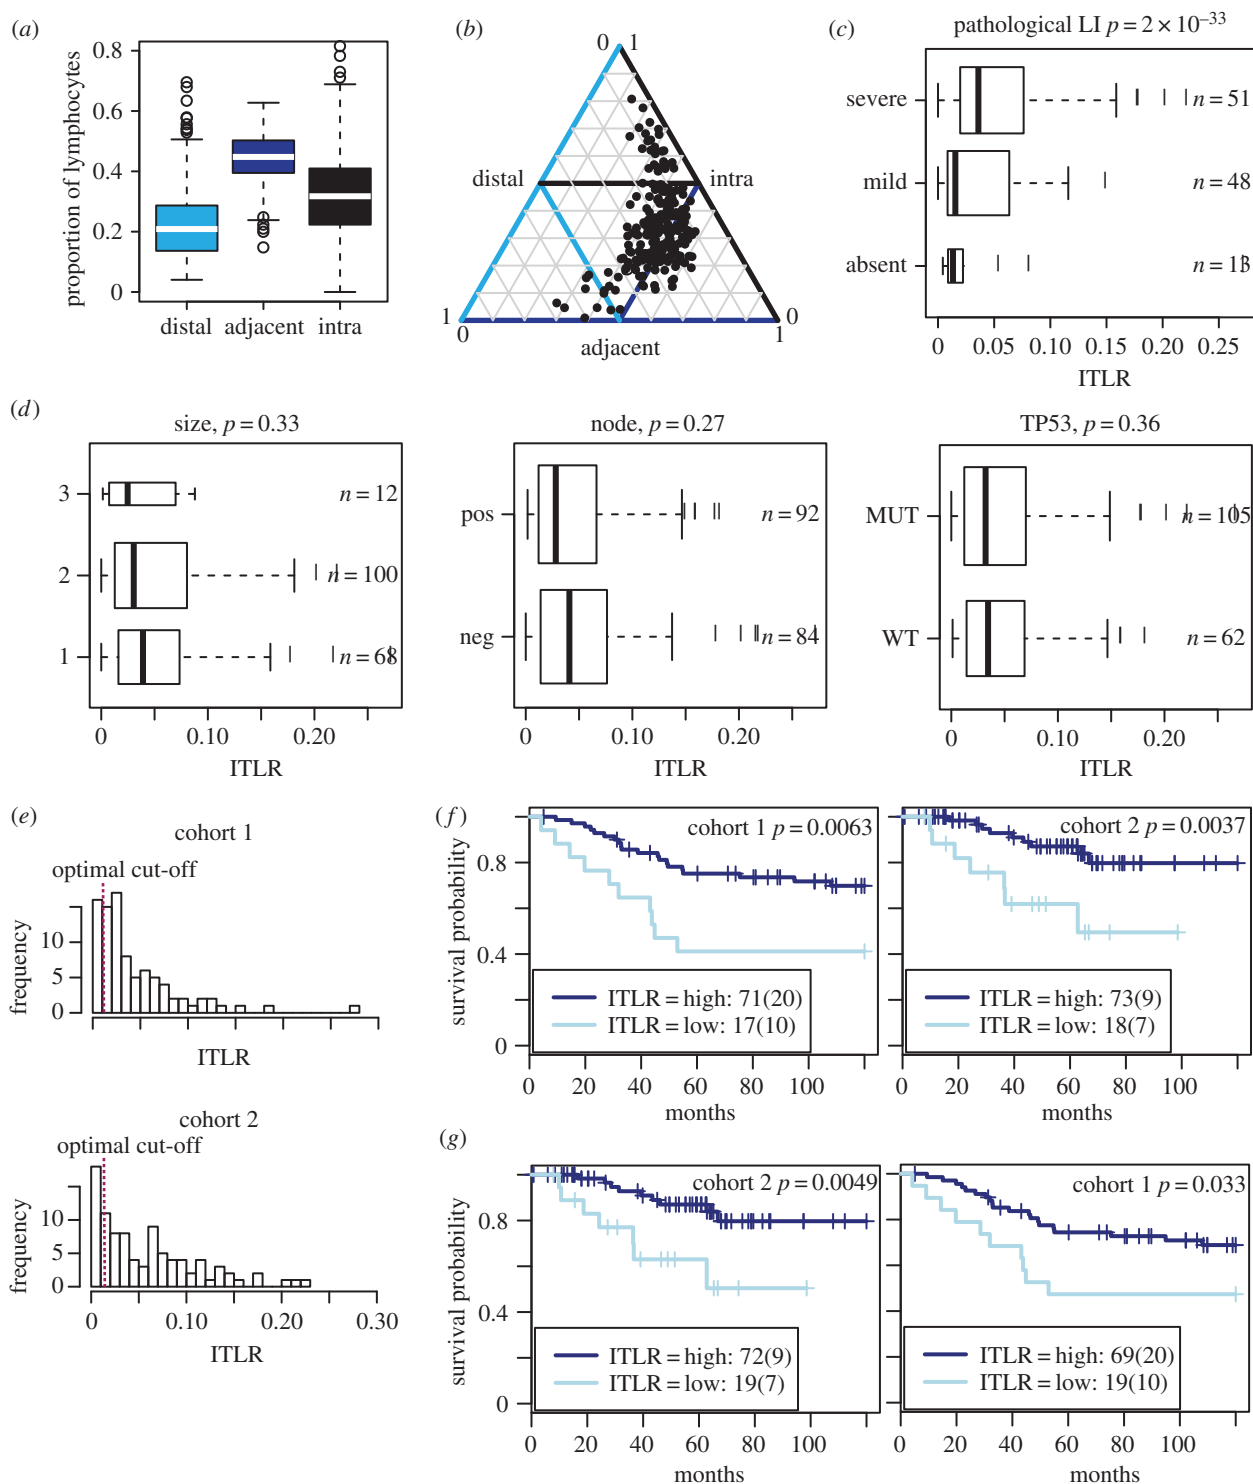 (a)
proportion of lymphocytes
0.8
0.6
0.4
0.2
0
distal adjacent intra
(b)
0 1
distal intra
1 0
0 1
adjacent
(c)
pathological LI p = 2 × 10–33
severe n = 51
mild n = 48
absent n = 13
0 0.05 0.15 0.20 0.25
ITLR
(d)
size, p = 0.33
3 n = 12
2 n = 100
1 n = 68
0 0.10 0.20
ITLR
node, p = 0.27
pos n = 92
neg n = 84
0 0.10 0.20
ITLR
TP53, p = 0.36
MUT n = 105
WT n = 62
0 0.10 0.20
ITLR
(e)
cohort 1
optimal cut-off
frequency
10
5
0
ITLR
cohort 2
optimal cut-off
frequency
10
5
0
0 0.10 0.30
ITLR
(f)
survival probability
cohort 1 p = 0.0063
0.8
0.4
0
ITLR = high: 71(20)
ITLR = low: 17(10)
0 20 40 60 80 100
months
cohort 2 p = 0.0037
ITLR = high: 73(9)
ITLR = low: 18(7)
0 20 40 60 80 100
months
(g)
survival probability
cohort 2 p = 0.0049
0.8
0.4
0
ITLR = high: 72(9)
ITLR = low: 19(7)
0 20 40 60 80 100
months
cohort 1 p = 0.033
ITLR = high: 69(20)
ITLR = low: 19(10)
0 20 40 60 80 100
months